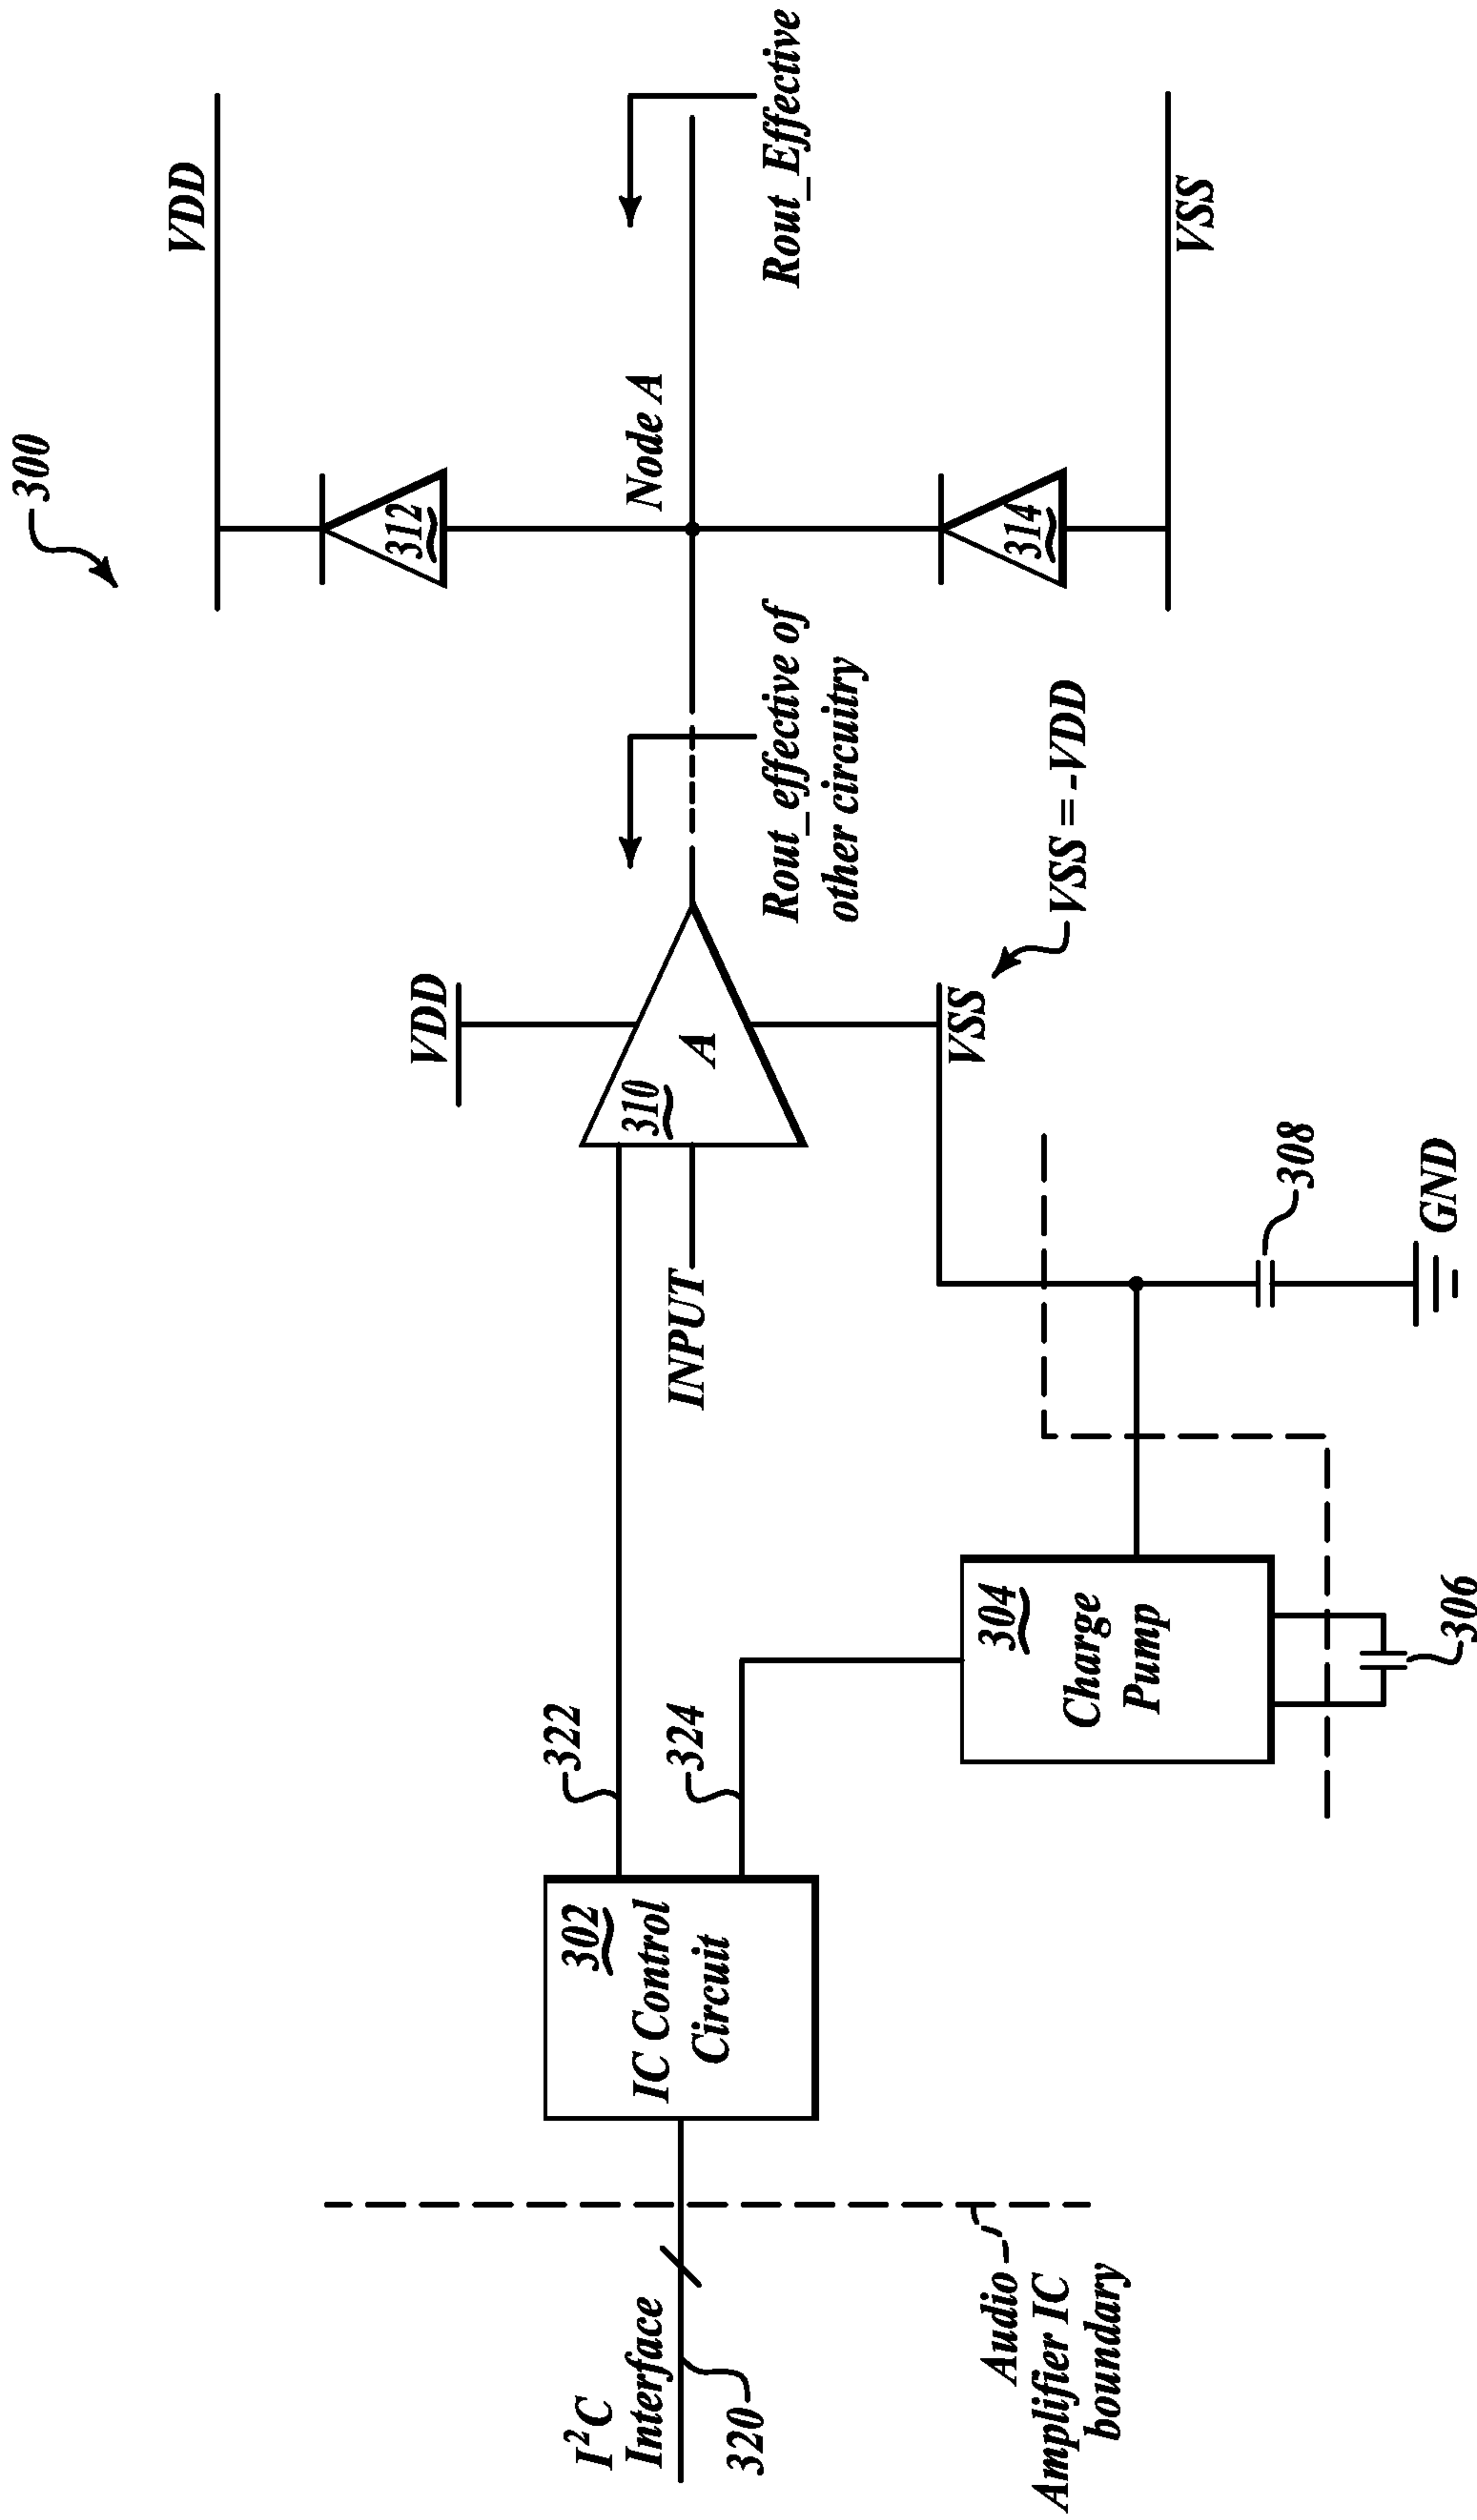 300
VDD
VDD
312
Node A
Rout_Effective
322
310
A
Rout_effective of
other circuitry
I²C
Interface
320
302
IC Control
Circuit
324
INPUT
314
VSS
VSS
VSS = -VDD
304
Charge
Pump
Audio
Amplifier IC
boundary
308
306
GND